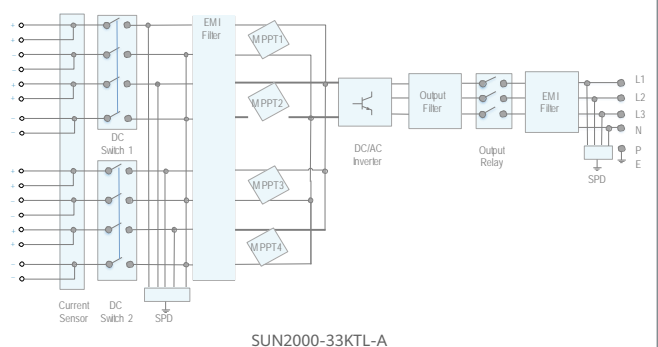 +
+
−
−
+
+
−
−
+
+
−
−
+
+
−
−
DC
Switch 1
EMI
Filter
MPPT1
MPPT2
MPPT3
MPPT4
DC/AC
Inverter
Output
Filter
Output
Relay
EMI
Filter
L1
L2
L3
N
P
E
SPD
Current
Sensor
DC
Switch 2
SPD
SUN2000-33KTL-A